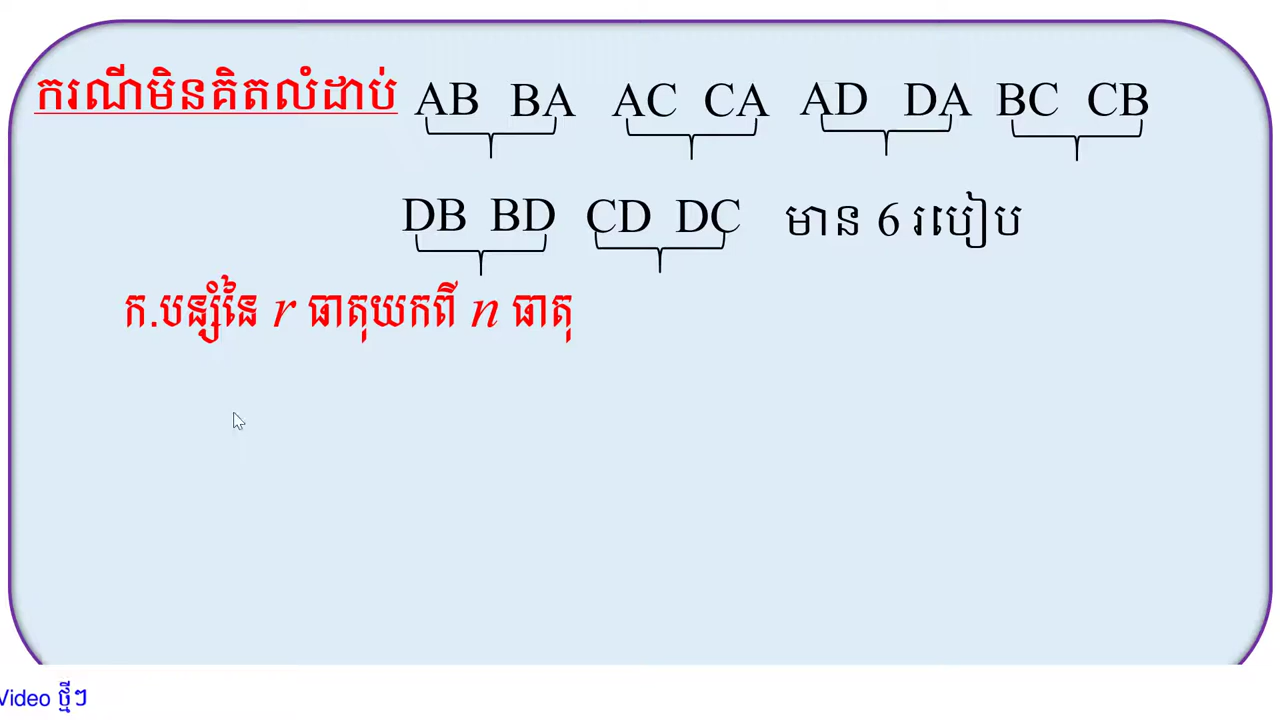 ករណីមិនគិតលំដាប់ AB BA AC CA AD DA BC CB
DB BD CD DC មាន 6 របៀប
ក.បន្សំនៃ r ធាតុយកពី n ធាតុ
Video ថ្មីៗ